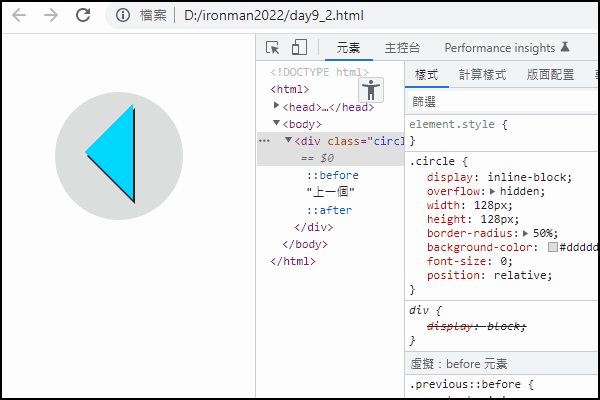 檔案 D:/ironman2022/day9_2.html
元素 主控台 Performance insights
<!DOCTYPE html>
<html>
<head>…</head>
<body>
<div class="circl
== $0
::before
"上一個"
::after
</div>
</body>
</html>
樣式 計算樣式 版面配置
篩選
element.style {
}
.circle {
display: inline-block;
overflow: hidden;
width: 128px;
height: 128px;
border-radius: 50%;
background-color: #ddddd
font-size: 0;
position: relative;
}
div {
display: block;
}
虛擬：before 元素
.previous::before {